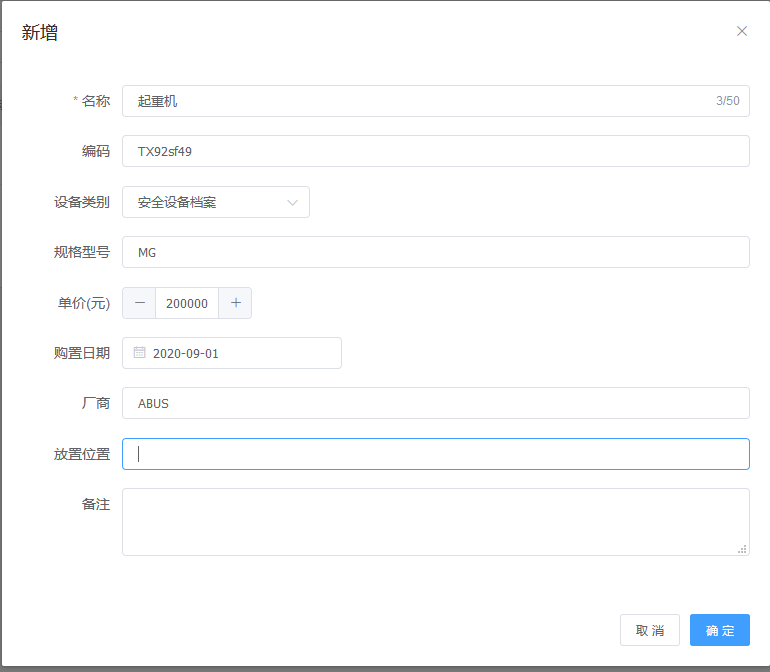 新增
* 名称 起重机 3/50
编码 TX92sf49
设备类别 安全设备档案
规格型号 MG
单价(元) 200000
购置日期 2020-09-01
厂商 ABUS
放置位置
备注
取消 确定